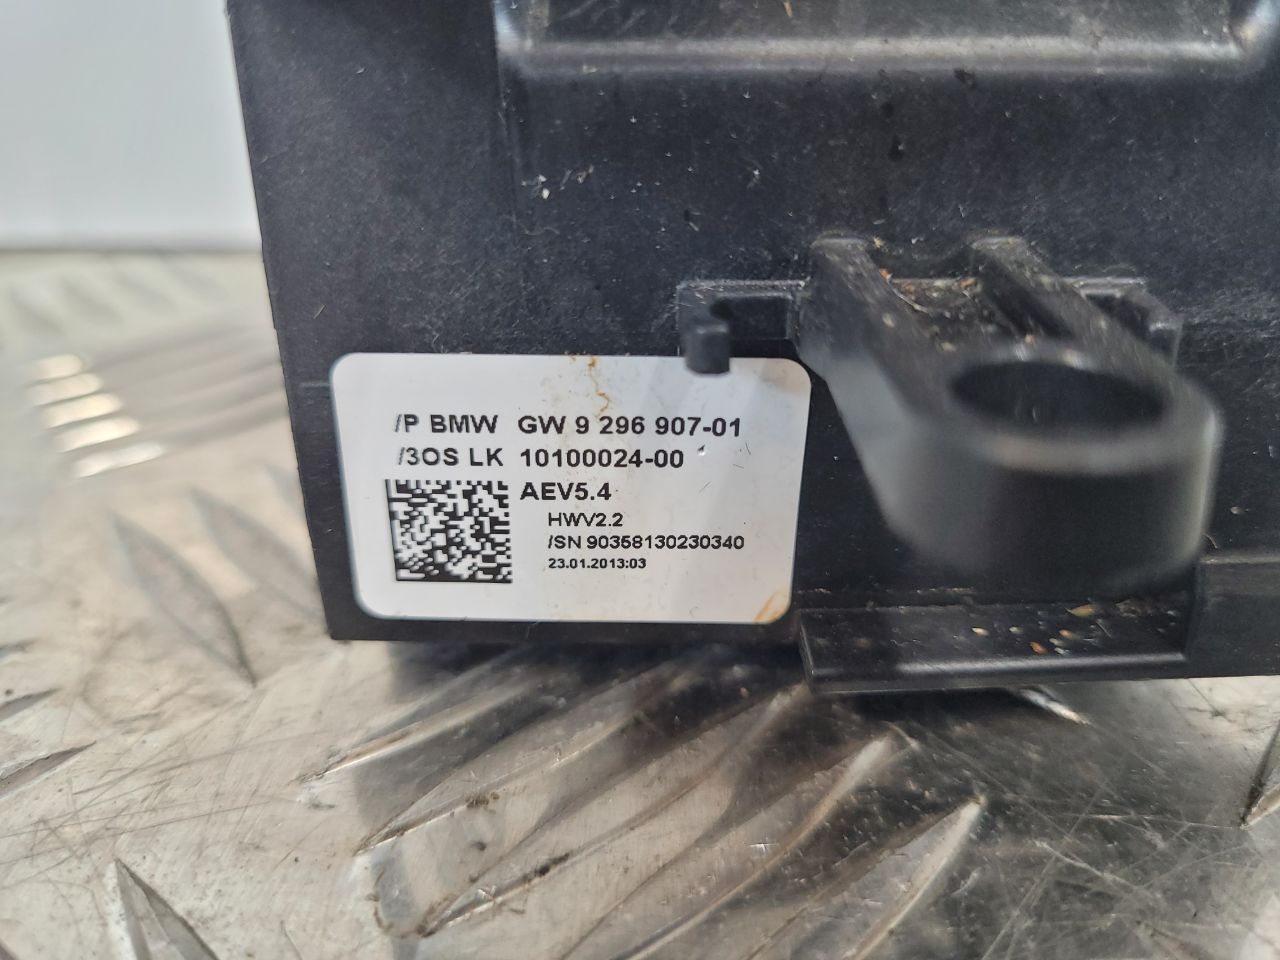 /P BMW GW 9 296 907-01
/3OS LK 10100024-00
AEV5.4
HWV2.2
/SN 90358130230340
23.01.2013:03